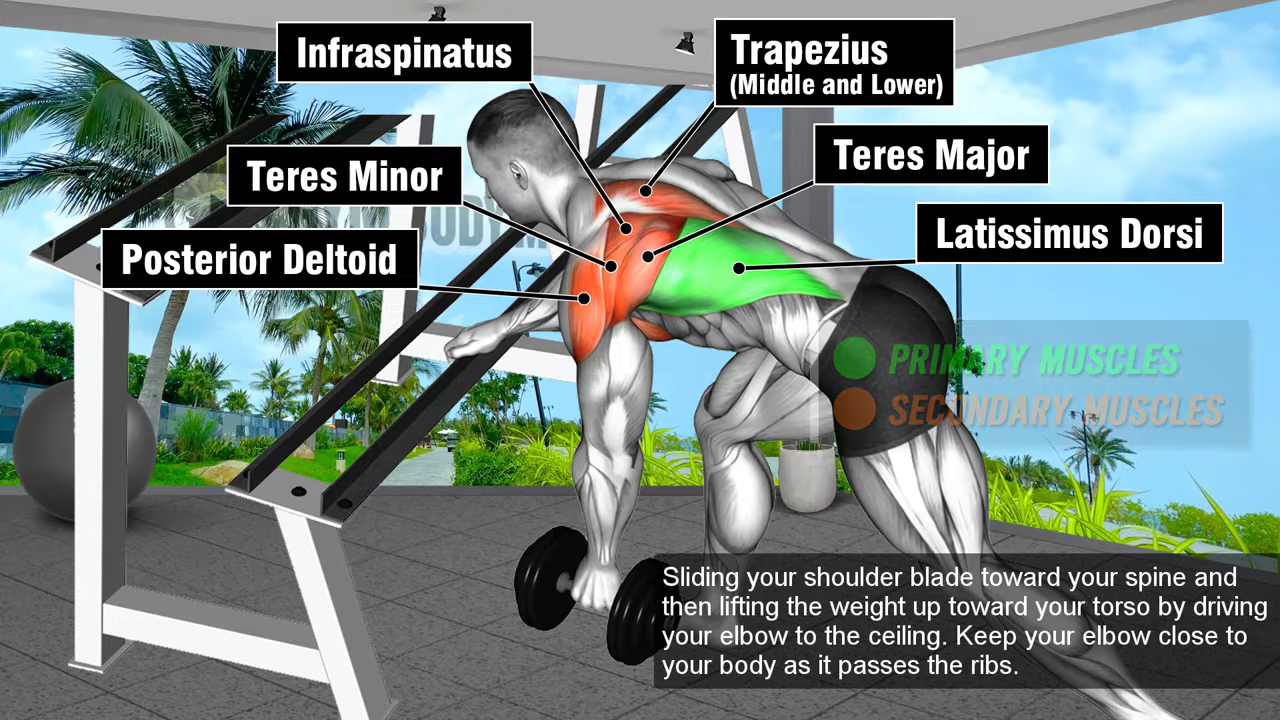 Infraspinatus
Trapezius
(Middle and Lower)
Teres Minor
Teres Major
Posterior Deltoid
Latissimus Dorsi
PRIMARY MUSCLES
SECONDARY MUSCLES
Sliding your shoulder blade toward your spine and
then lifting the weight up toward your torso by driving
your elbow to the ceiling. Keep your elbow close to
your body as it passes the ribs.